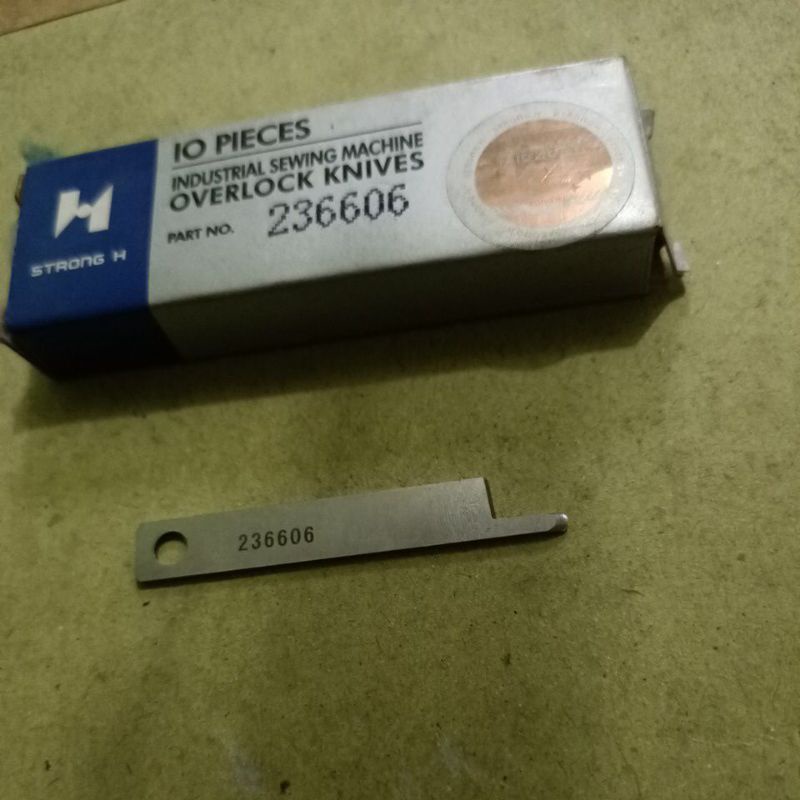 10 PIECES
INDUSTRIAL SEWING MACHINE
OVERLOCK KNIVES
PART NO. 236606
STRONG H
236606